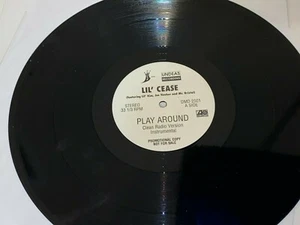 UNDEAS
LIL' CEASE
featuring Lil' Kim, Joe Hooker and Mr. Bristal
STEREO
33 1/3 RPM
A-SIDE
PLAY AROUND
Clean Radio Version
Instrumental
PROMOTIONAL COPY
NOT FOR SALE